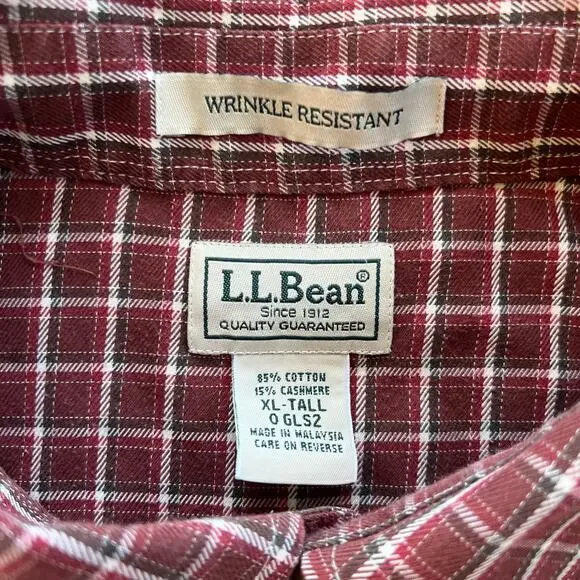 WRINKLE RESISTANT
L.L.Bean®
Since 1912
QUALITY GUARANTEED
85% COTTON
15% CASHMERE
XL-TALL
0 GLS2
MADE IN MALAYSIA
CARE ON REVERSE